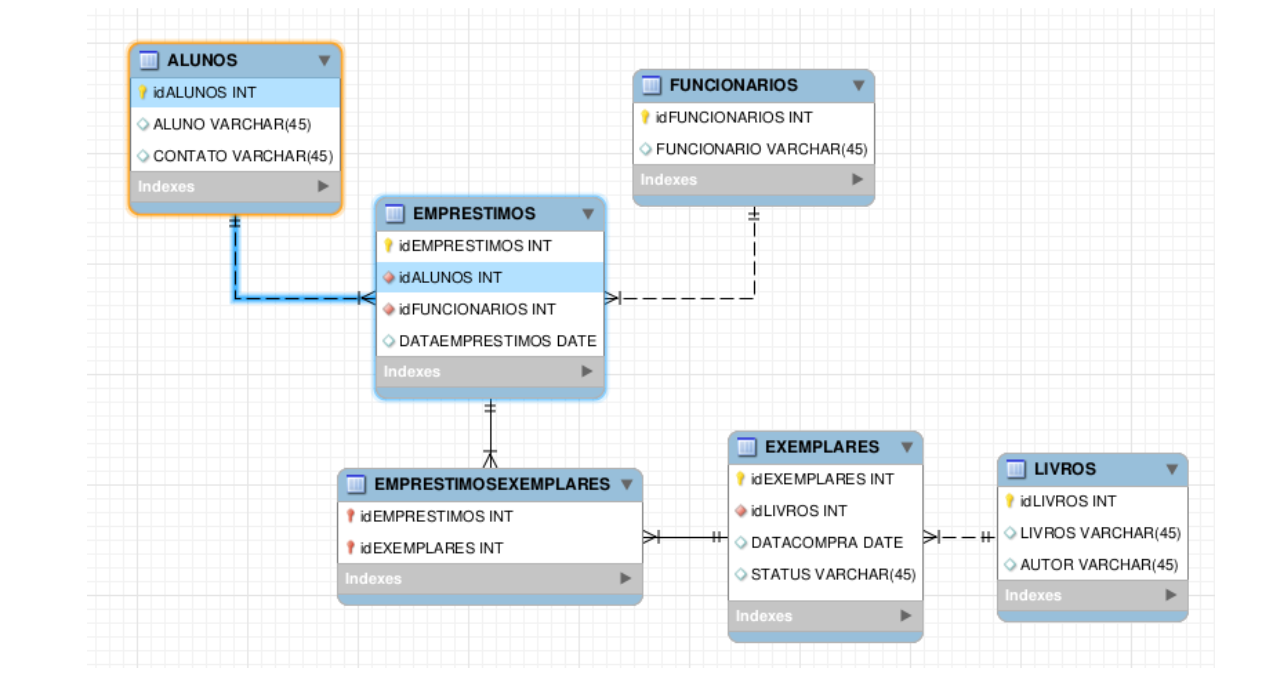 ALUNOS
idALUNOS INT
ALUNO VARCHAR(45)
CONTATO VARCHAR(45)
Indexes
FUNCIONARIOS
idFUNCIONARIOS INT
FUNCIONARIO VARCHAR(45)
Indexes
EMPRESTIMOS
idEMPRESTIMOS INT
idALUNOS INT
idFUNCIONARIOS INT
DATAEMPRESTIMOS DATE
Indexes
EMPRESTIMOSEXEMPLARES
idEMPRESTIMOS INT
idEXEMPLARES INT
Indexes
EXEMPLARES
idEXEMPLARES INT
idLIVROS INT
DATACOMPRA DATE
STATUS VARCHAR(45)
Indexes
LIVROS
idLIVROS INT
LIVROS VARCHAR(45)
AUTOR VARCHAR(45)
Indexes